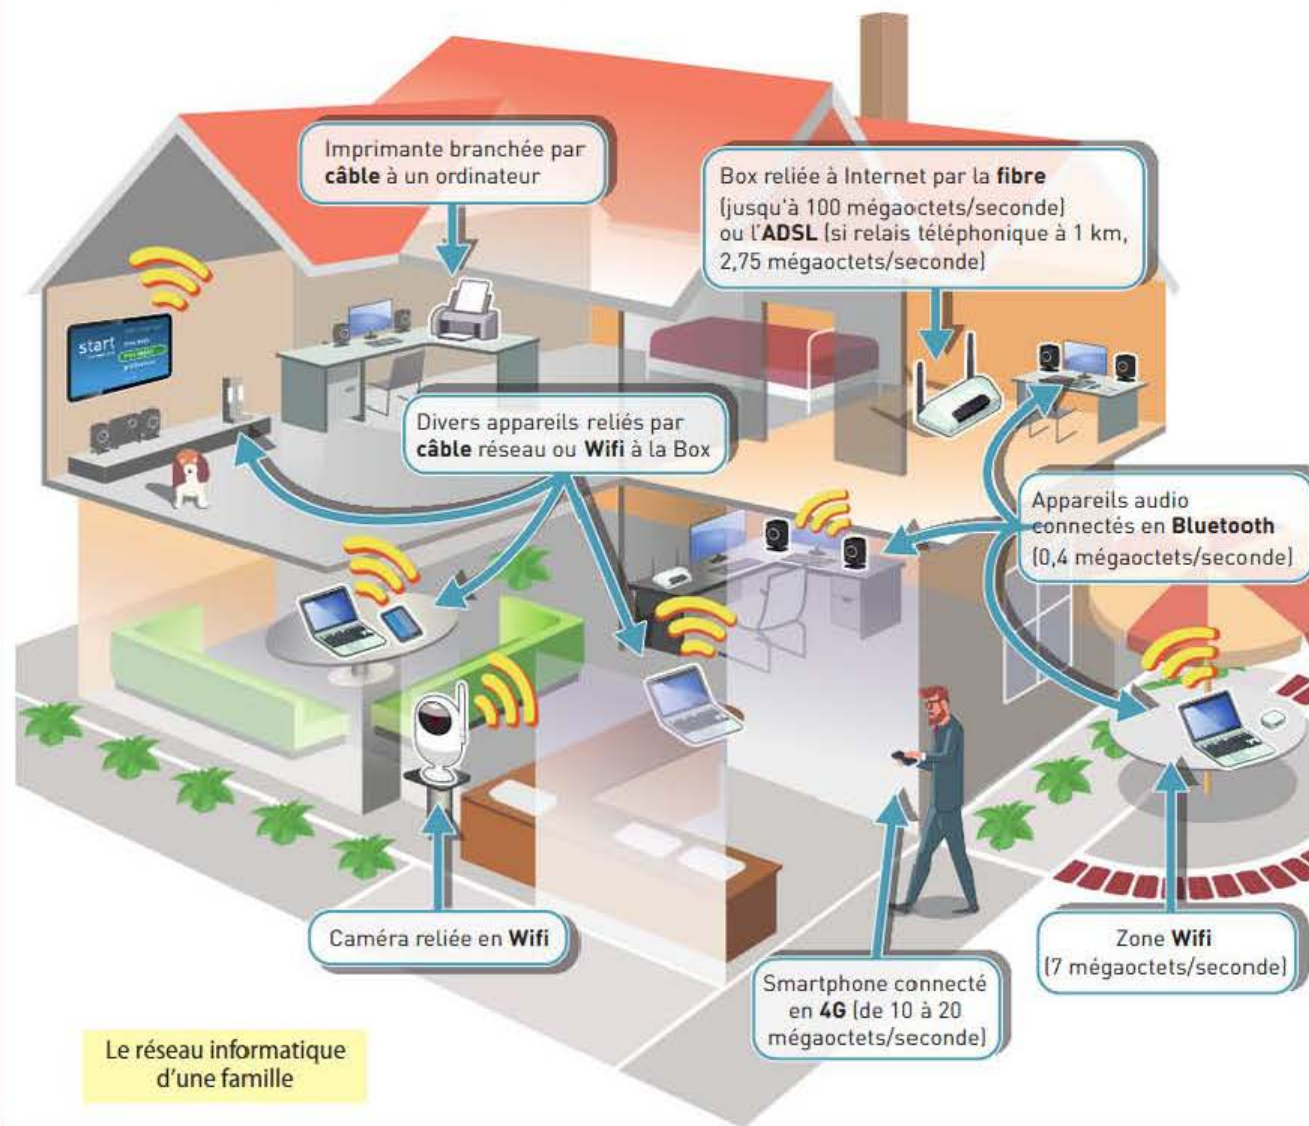 Imprimante branchée par
câble à un ordinateur
Box reliée à Internet par la fibre
(jusqu'à 100 mégaoctets/seconde)
ou l'ADSL (si relais téléphonique à 1 km,
2,75 mégaoctets/seconde)
start
Divers appareils reliés par
câble réseau ou Wifi à la Box
Appareils audio
connectés en Bluetooth
(0,4 mégaoctets/seconde)
Caméra reliée en Wifi
Zone Wifi
(7 mégaoctets/seconde)
Smartphone connecté
en 4G (de 10 à 20
mégaoctets/seconde)
Le réseau informatique
d'une famille